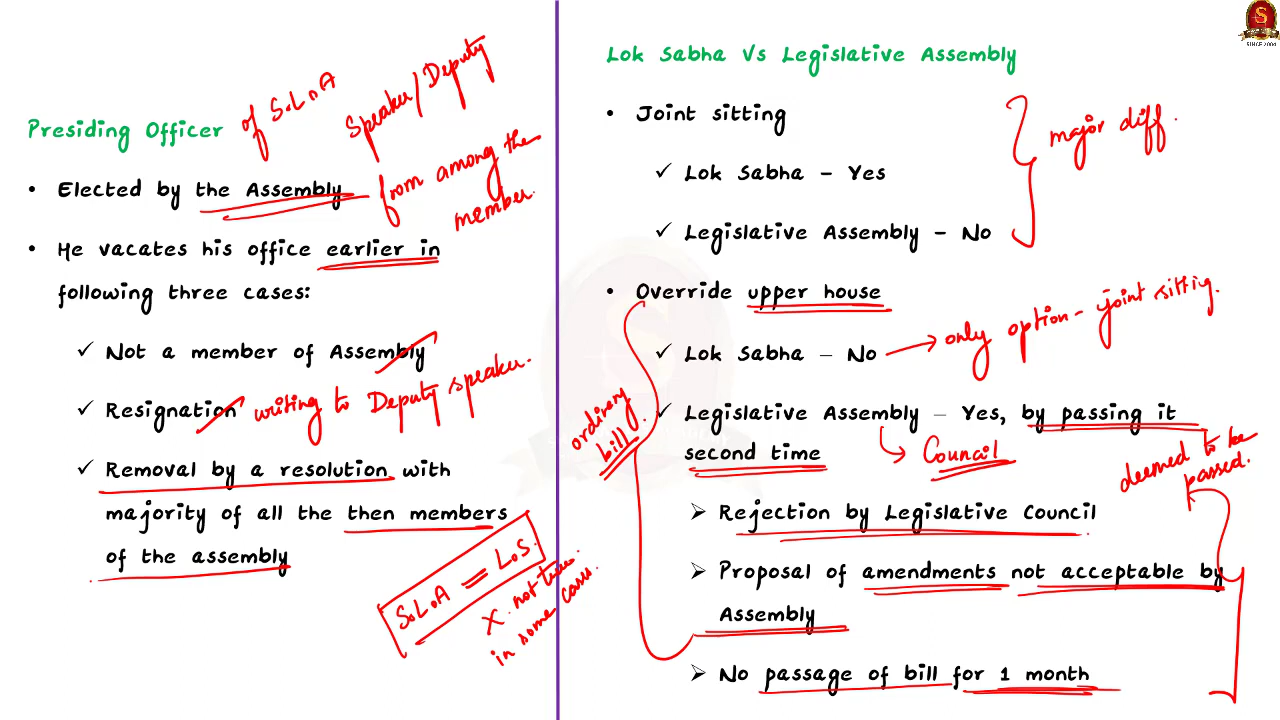 Presiding Officer of S.L.A
Speaker/Deputy
• Elected by the Assembly from among the
member.
• He vacates his office earlier in
following three cases:
✓ Not a member of Assembly
✓ Resignation writing to Deputy speaker.
✓ Removal by a resolution with
majority of all the then members
of the assembly
S.L.A = L.S.
X. not true
in some cases.
Lok Sabha Vs Legislative Assembly
• Joint sitting
major diff.
✓ Lok Sabha - Yes
✓ Legislative Assembly - No
• Override upper house
✓ Lok Sabha – No → only option - joint sitting.
ordinary
bill.
✓ Legislative Assembly – Yes, by passing it
second time
Council
deemed to be
passed.
➢ Rejection by Legislative Council
➢ Proposal of amendments not acceptable by
Assembly
➢ No passage of bill for 1 month
SINCE 2004